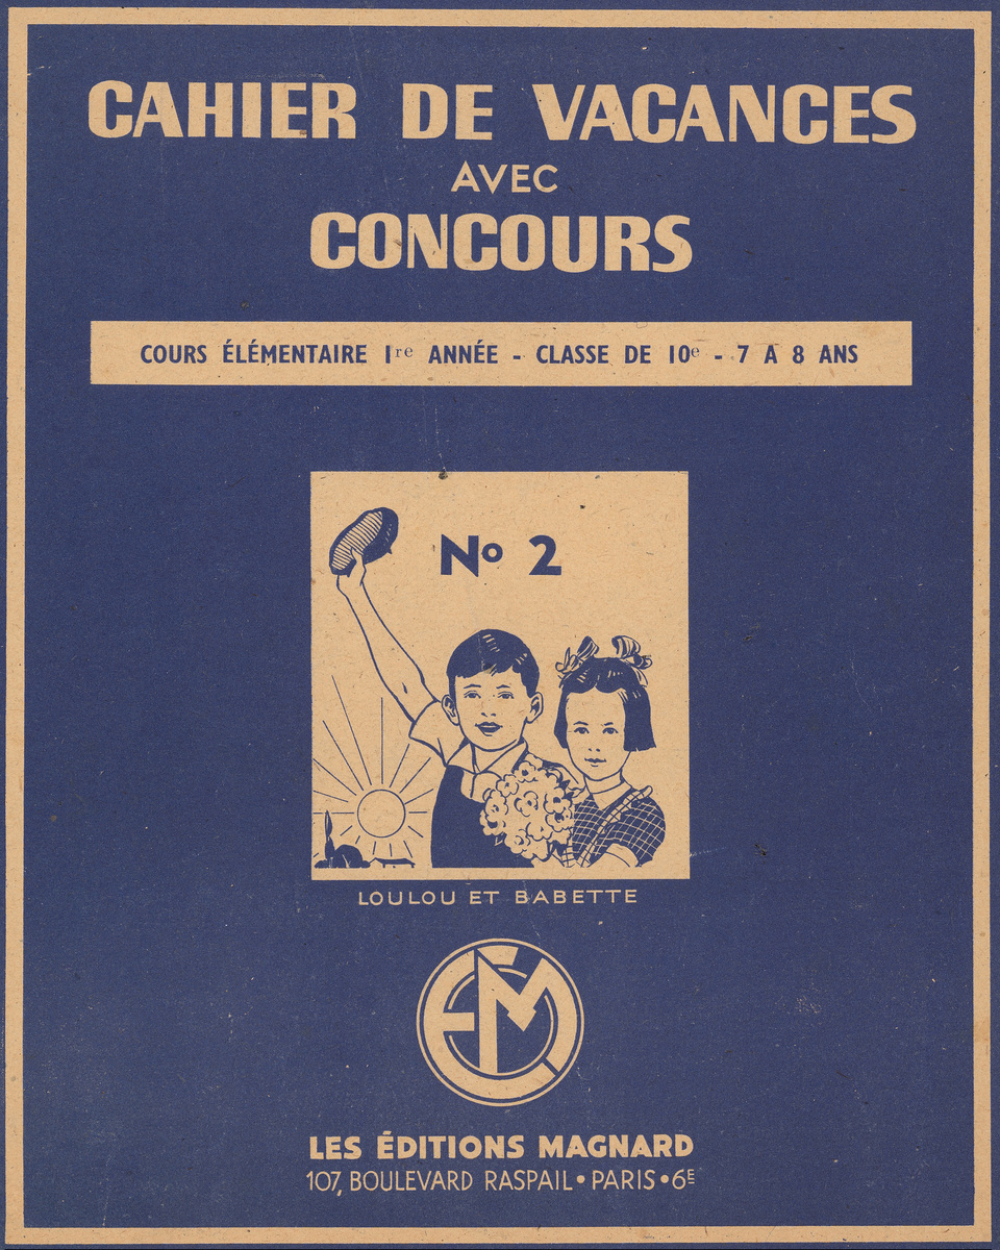 CAHIER DE VACANCES
AVEC
CONCOURS
COURS ÉLÉMENTAIRE 1re ANNÉE - CLASSE DE 10e - 7 A 8 ANS
No 2
LOULOU ET BABETTE
EM
LES ÉDITIONS MAGNARD
107, BOULEVARD RASPAIL • PARIS • 6E